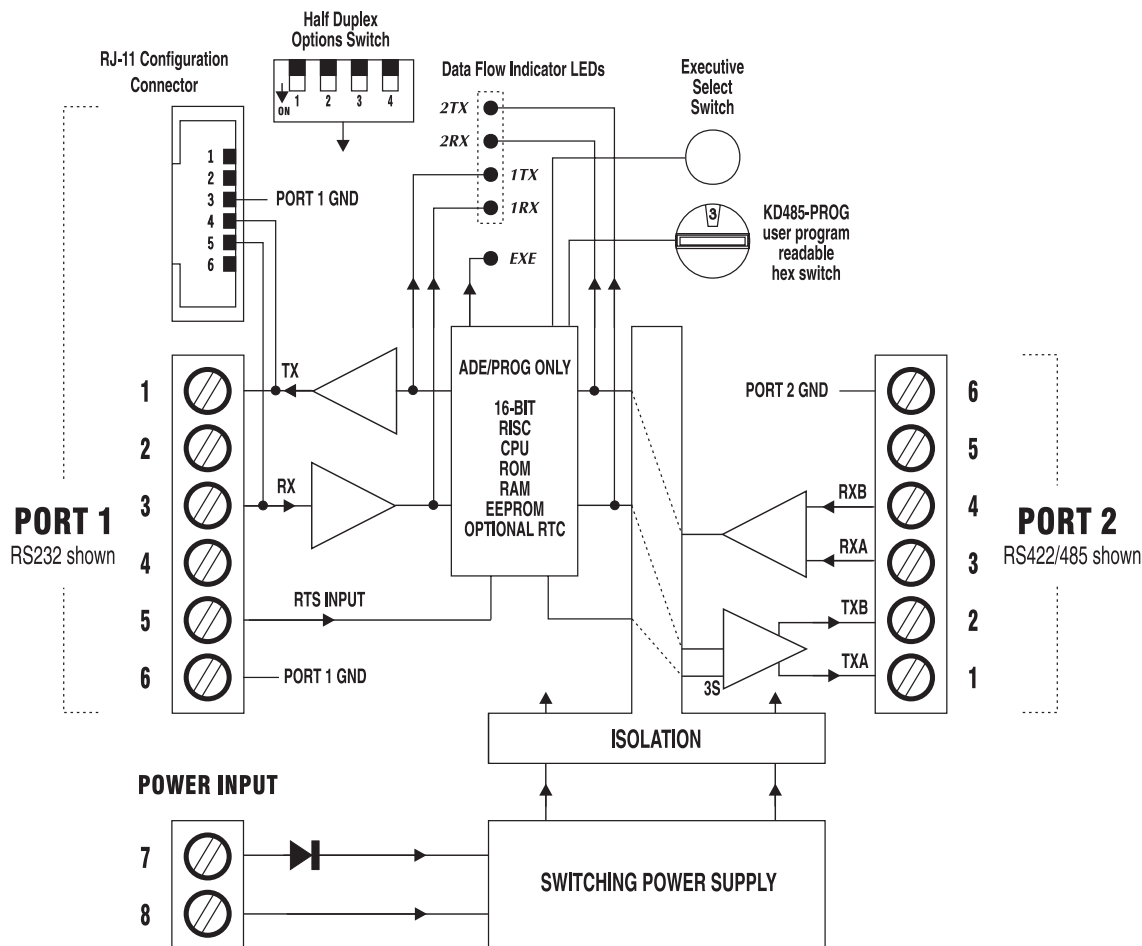 Half Duplex
Options Switch
RJ-11 Configuration
Connector
ON
1 2 3 4
Data Flow Indicator LEDs
2TX
2RX
1TX
1RX
EXE
Executive
Select
Switch
3
KD485-PROG
user program
readable
hex switch
1
2
3
4
5
6
PORT 1 GND
PORT 1
RS232 shown
1
2
3
4
5
6
TX
RX
RTS INPUT
PORT 1 GND
ADE/PROG ONLY
16-BIT
RISC
CPU
ROM
RAM
EEPROM
OPTIONAL RTC
PORT 2 GND
RXB
RXA
TXB
TXA
3S
6
5
4
3
2
1
PORT 2
RS422/485 shown
ISOLATION
POWER INPUT
7
8
SWITCHING POWER SUPPLY